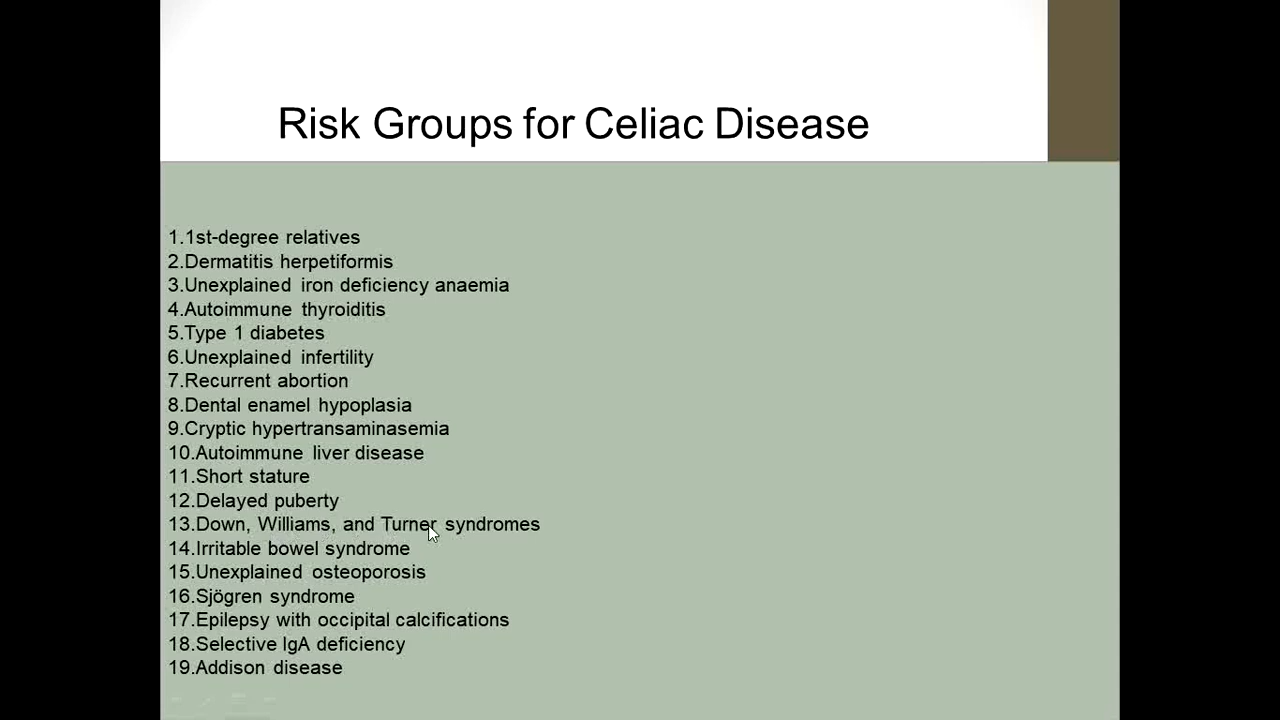 Risk Groups for Celiac Disease
1.1st-degree relatives
2.Dermatitis herpetiformis
3.Unexplained iron deficiency anaemia
4.Autoimmune thyroiditis
5.Type 1 diabetes
6.Unexplained infertility
7.Recurrent abortion
8.Dental enamel hypoplasia
9.Cryptic hypertransaminasemia
10.Autoimmune liver disease
11.Short stature
12.Delayed puberty
13.Down, Williams, and Turner syndromes
14.Irritable bowel syndrome
15.Unexplained osteoporosis
16.Sjögren syndrome
17.Epilepsy with occipital calcifications
18.Selective IgA deficiency
19.Addison disease